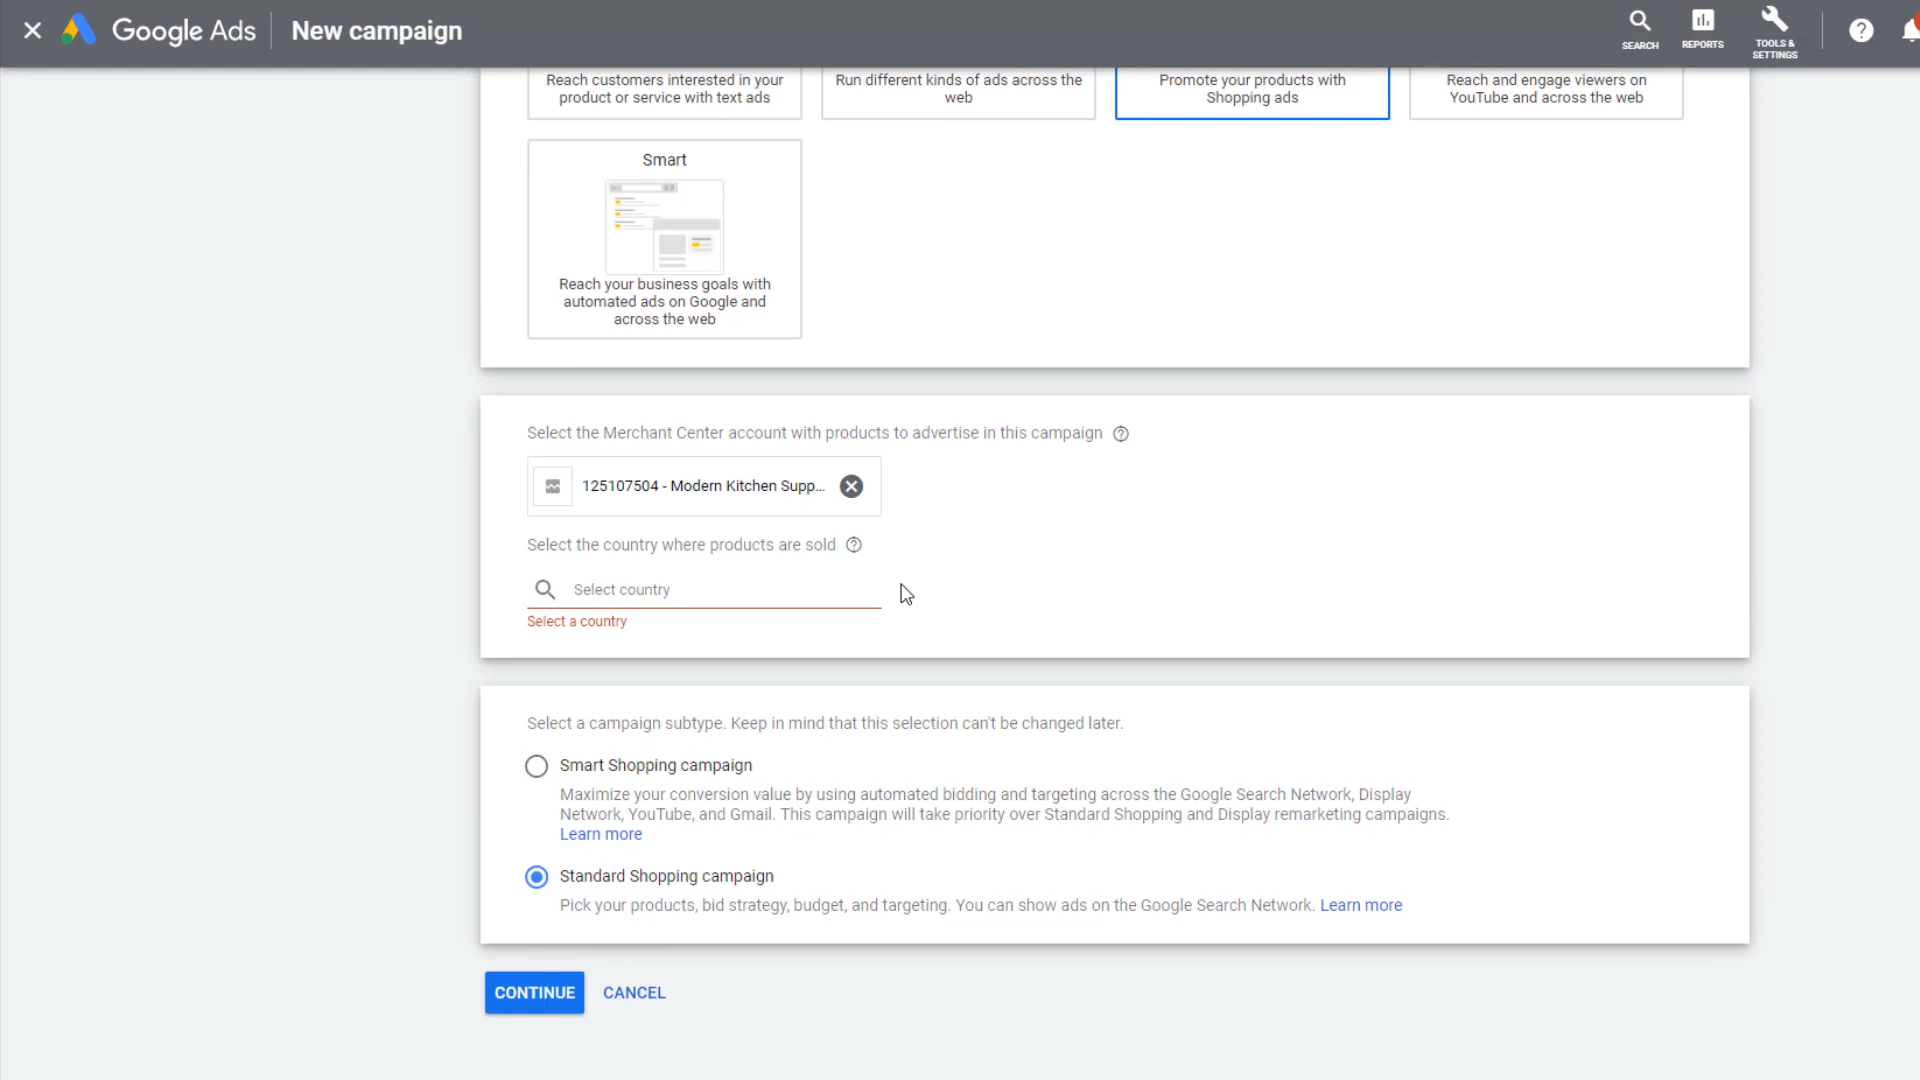 Google Ads
New campaign
SEARCH
REPORTS
TOOLS &
SETTINGS
Reach customers interested in your
product or service with text ads
Run different kinds of ads across the
web
Promote your products with
Shopping ads
Reach and engage viewers on
YouTube and across the web
Smart
Reach your business goals with
automated ads on Google and
across the web
Select the Merchant Center account with products to advertise in this campaign
125107504 - Modern Kitchen Supp...
Select the country where products are sold
Select country
Select a country
Select a campaign subtype. Keep in mind that this selection can't be changed later.
Smart Shopping campaign
Maximize your conversion value by using automated bidding and targeting across the Google Search Network, Display
Network, YouTube, and Gmail. This campaign will take priority over Standard Shopping and Display remarketing campaigns.
Learn more
Standard Shopping campaign
Pick your products, bid strategy, budget, and targeting. You can show ads on the Google Search Network. Learn more
CONTINUE
CANCEL